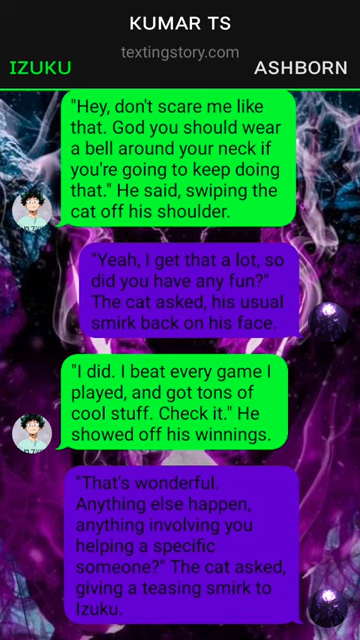 KUMAR TS
textingstory.com
IZUKU
ASHBORN
"Hey, don't scare me like
that. God you should wear
a bell around your neck if
you're going to keep doing
that." He said, swiping the
cat off his shoulder.
"Yeah, I get that a lot, so
did you have any fun?"
The cat asked, his usual
smirk back on his face.
"I did. I beat every game I
played, and got tons of
cool stuff. Check it." He
showed off his winnings.
"That's wonderful.
Anything else happen,
anything involving you
helping a specific
someone?" The cat asked,
giving a teasing smirk to
Izuku.